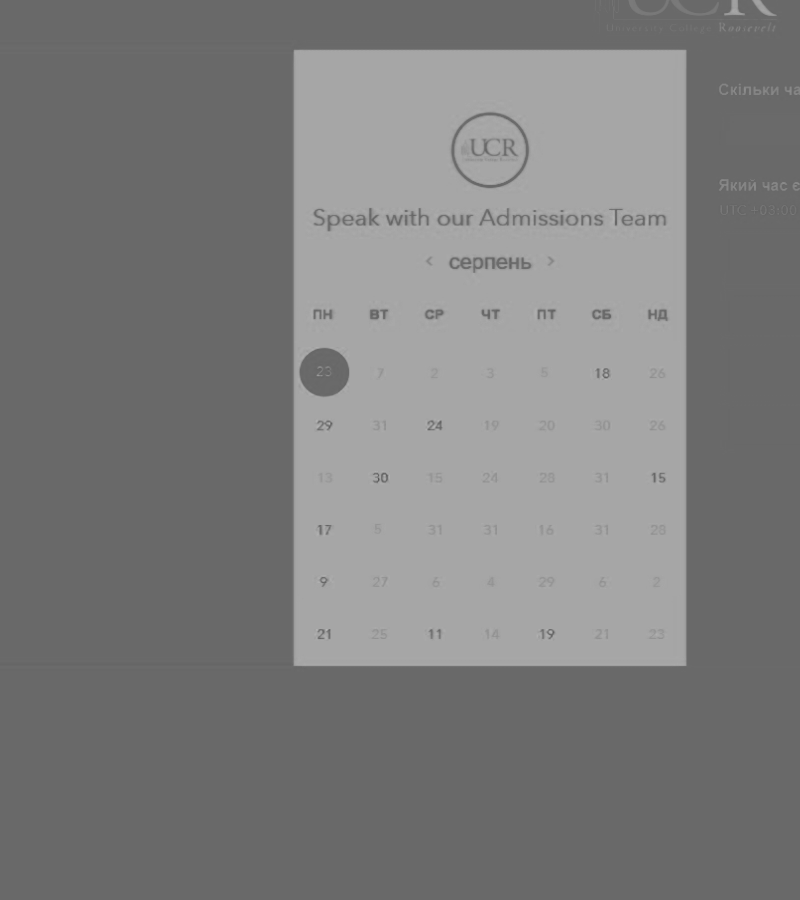 UCR
University College Roosevelt
Скільки ча
UCR
Який час є
UTC +03:00
Speak with our Admissions Team
< серпень >
ПН ВТ СР ЧТ ПТ СБ НД
23 7 2 3 5 18 26
29 31 24 19 20 30 26
13 30 15 24 28 31 15
17 5 31 31 16 31 28
9 27 6 4 29 6 2
21 25 11 14 19 21 23